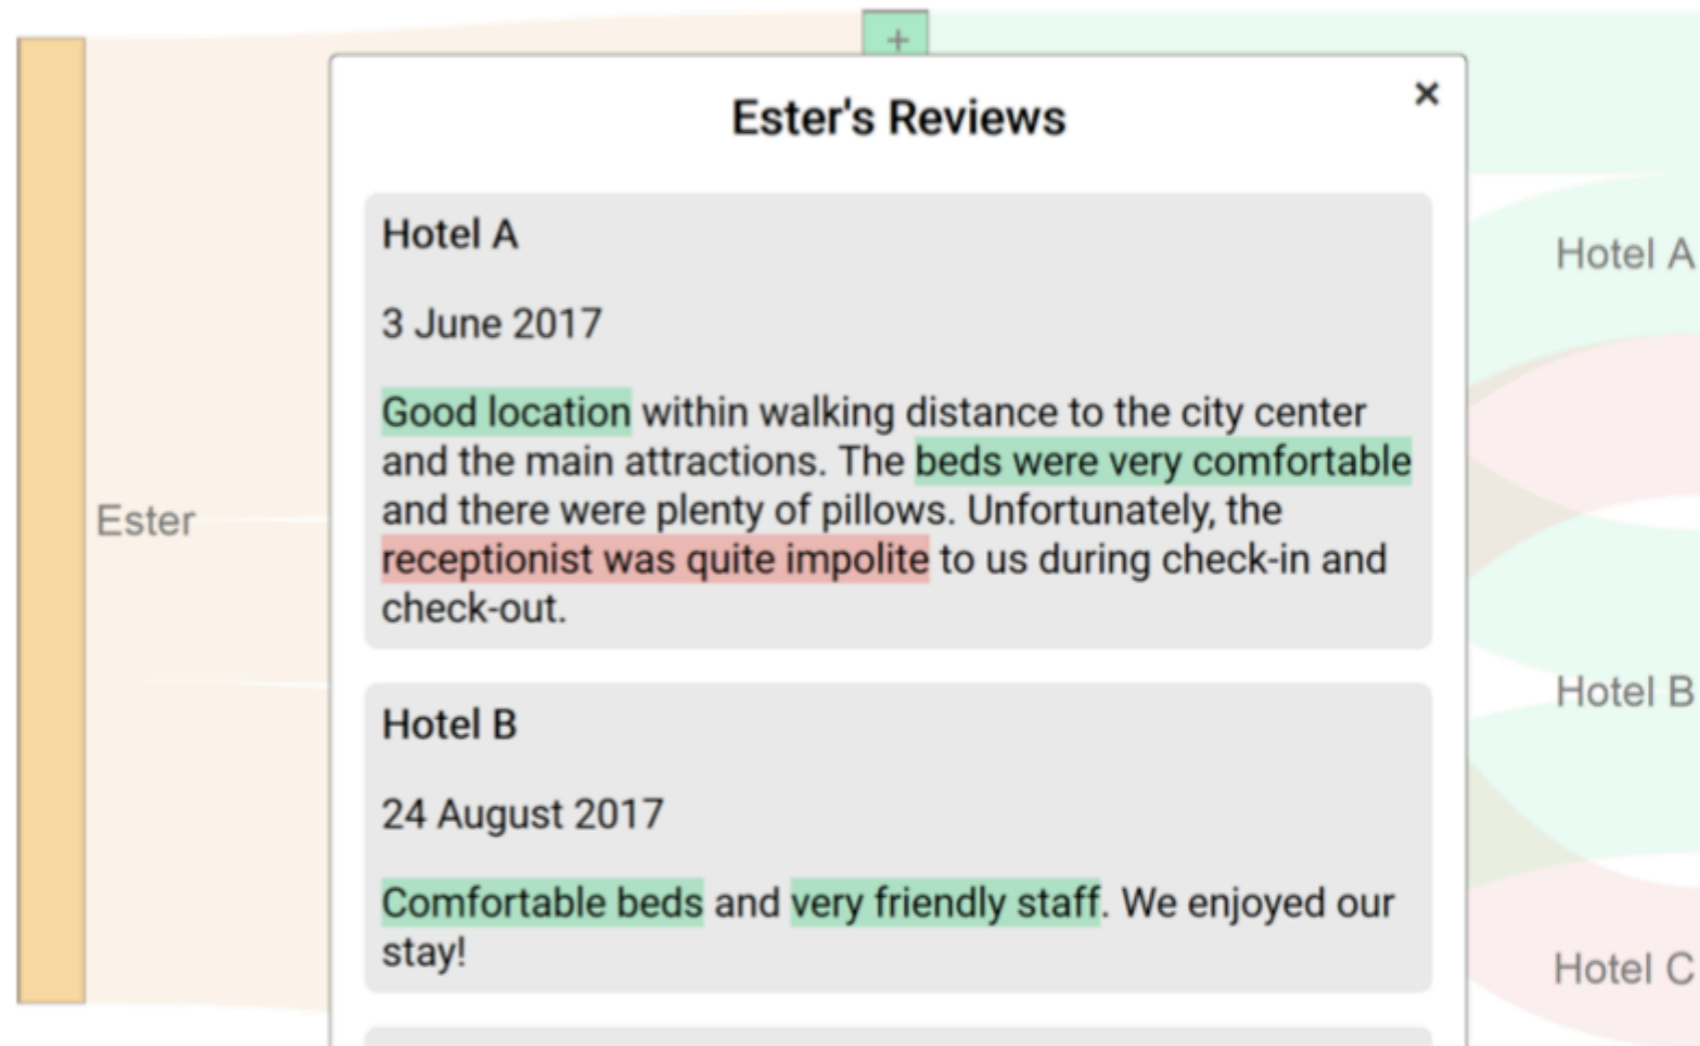 +
×
Ester's Reviews
Hotel A
3 June 2017
Good location within walking distance to the city center
and the main attractions. The beds were very comfortable
and there were plenty of pillows. Unfortunately, the
receptionist was quite impolite to us during check-in and
check-out.
Hotel B
24 August 2017
Comfortable beds and very friendly staff. We enjoyed our
stay!
Ester
Hotel A
Hotel B
Hotel C